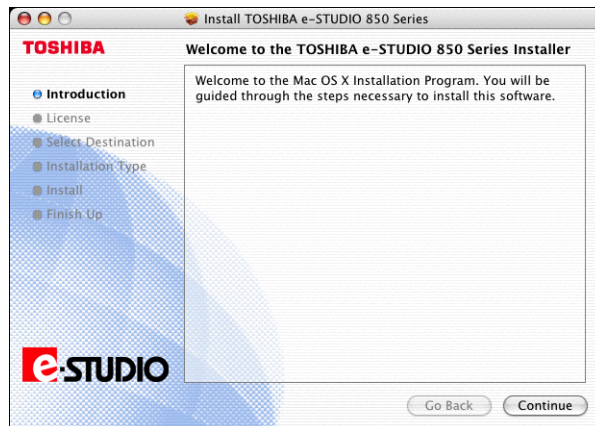 Install TOSHIBA e-STUDIO 850 Series
TOSHIBA
Welcome to the TOSHIBA e-STUDIO 850 Series Installer
Introduction
License
Select Destination
Installation Type
Install
Finish Up
Welcome to the Mac OS X Installation Program. You will be
guided through the steps necessary to install this software.
e-STUDIO
Go Back
Continue